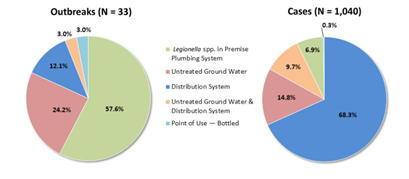 Outbreaks (N = 33)
3.0%
3.0%
12.1%
24.2%
57.6%
Legionella spp. in Premise
Plumbing System
Untreated Ground Water
Distribution System
Untreated Ground Water &
Distribution System
Point of Use — Bottled
Cases (N = 1,040)
0.3%
6.9%
9.7%
14.8%
68.3%